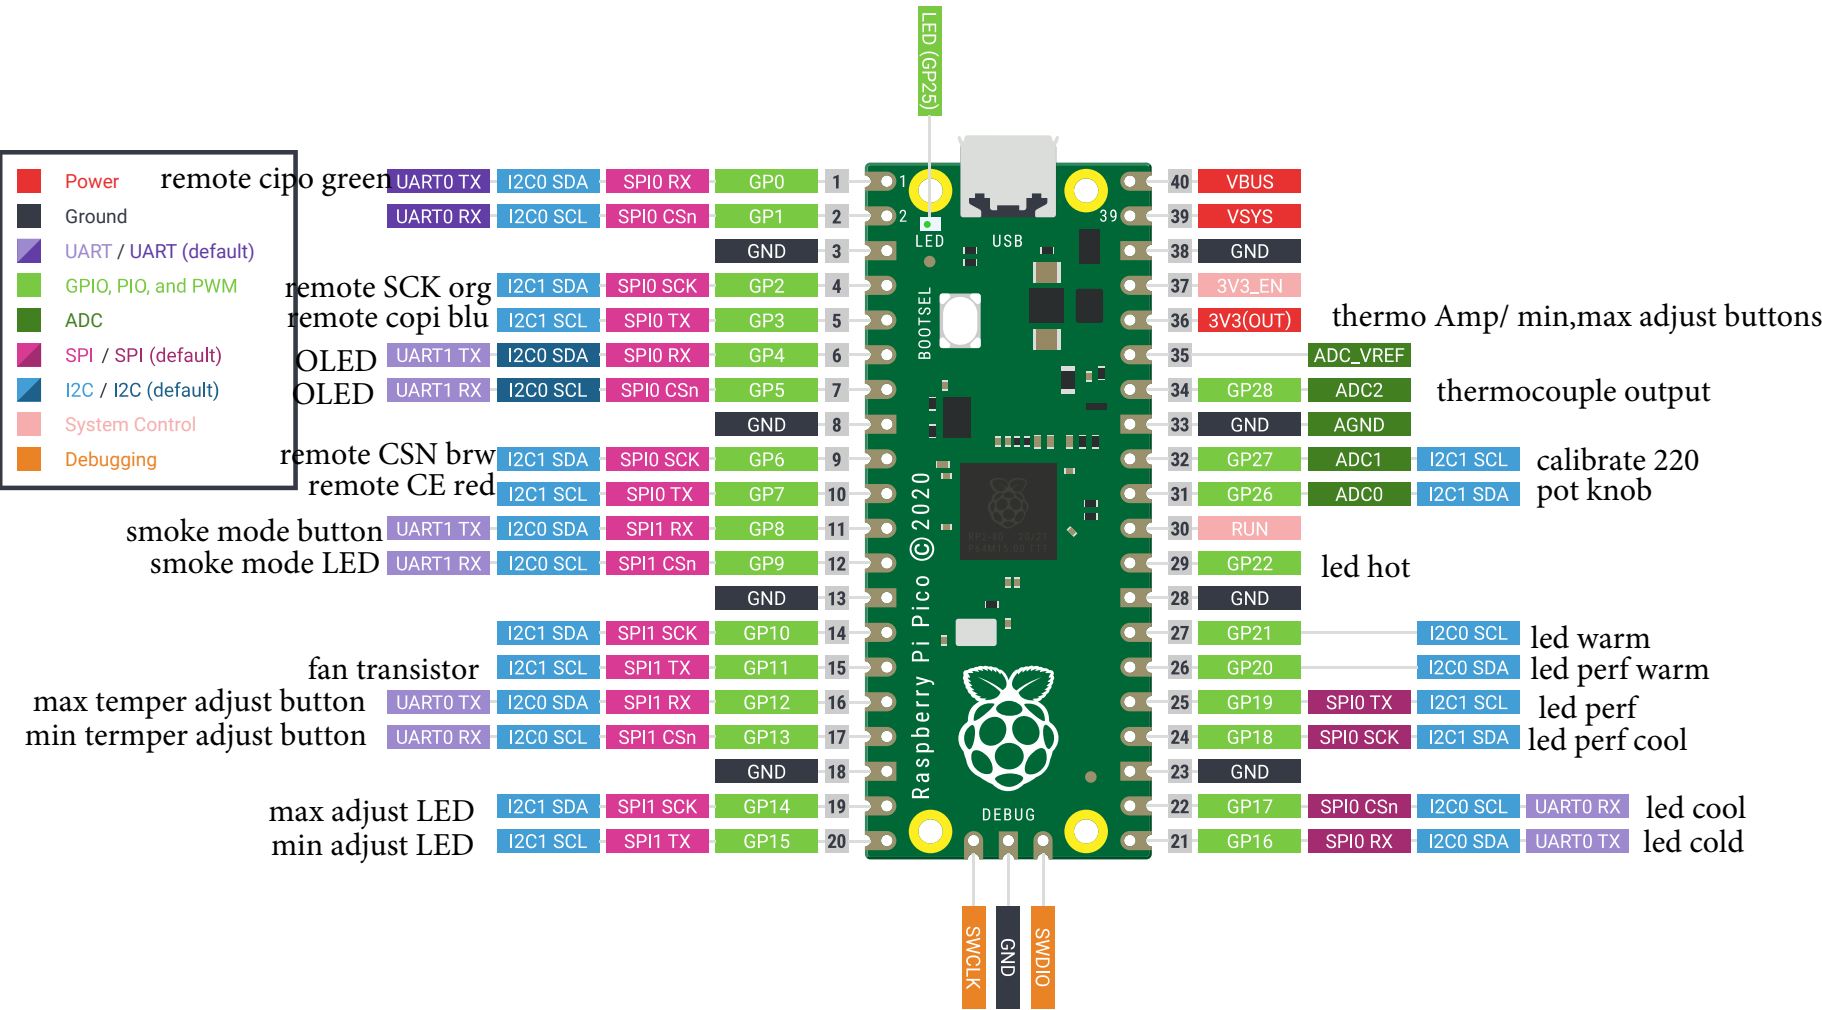 LED (GP25)
Power
Ground
UART / UART (default)
GPIO, PIO, and PWM
ADC
SPI / SPI (default)
I2C / I2C (default)
System Control
Debugging
remote cipo green UART0 TX I2C0 SDA SPI0 RX GP0 1
UART0 RX I2C0 SCL SPI0 CSn GP1 2
GND 3
remote SCK org I2C1 SDA SPI0 SCK GP2 4
remote copi blu I2C1 SCL SPI0 TX GP3 5
OLED UART1 TX I2C0 SDA SPI0 RX GP4 6
OLED UART1 RX I2C0 SCL SPI0 CSn GP5 7
GND 8
remote CSN brw I2C1 SDA SPI0 SCK GP6 9
remote CE red I2C1 SCL SPI0 TX GP7 10
smoke mode button UART1 TX I2C0 SDA SPI1 RX GP8 11
smoke mode LED UART1 RX I2C0 SCL SPI1 CSn GP9 12
GND 13
I2C1 SDA SPI1 SCK GP10 14
fan transistor I2C1 SCL SPI1 TX GP11 15
max temper adjust button UART0 TX I2C0 SDA SPI1 RX GP12 16
min termper adjust button UART0 RX I2C0 SCL SPI1 CSn GP13 17
GND 18
max adjust LED I2C1 SDA SPI1 SCK GP14 19
min adjust LED I2C1 SCL SPI1 TX GP15 20
1
2
39
LED
USB
BOOTSEL
Raspberry Pi Pico © 2020
DEBUG
40 VBUS
39 VSYS
38 GND
37 3V3_EN
36 3V3(OUT) thermo Amp/ min,max adjust buttons
35 ADC_VREF
34 GP28 ADC2 thermocouple output
33 GND AGND
32 GP27 ADC1 I2C1 SCL calibrate 220
31 GP26 ADC0 I2C1 SDA pot knob
30 RUN
29 GP22 led hot
28 GND
27 GP21 I2C0 SCL led warm
26 GP20 I2C0 SDA led perf warm
25 GP19 SPI0 TX I2C1 SCL led perf
24 GP18 SPI0 SCK I2C1 SDA led perf cool
23 GND
22 GP17 SPI0 CSn I2C0 SCL UART0 RX led cool
21 GP16 SPI0 RX I2C0 SDA UART0 TX led cold
SWCLK
GND
SWDIO